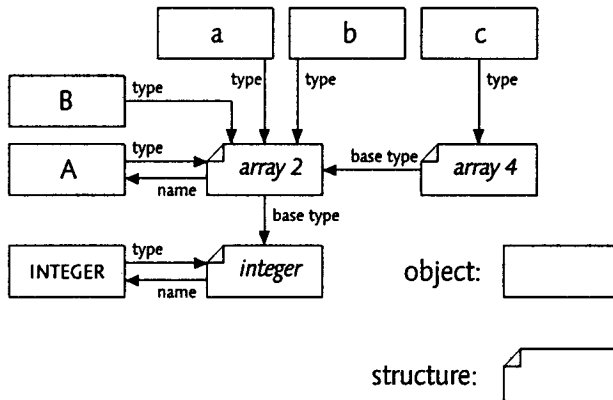 a
b
c
type
type
type
B
type
A
type
name
array 2
base type
array 4
base type
INTEGER
type
name
integer
object:
structure: